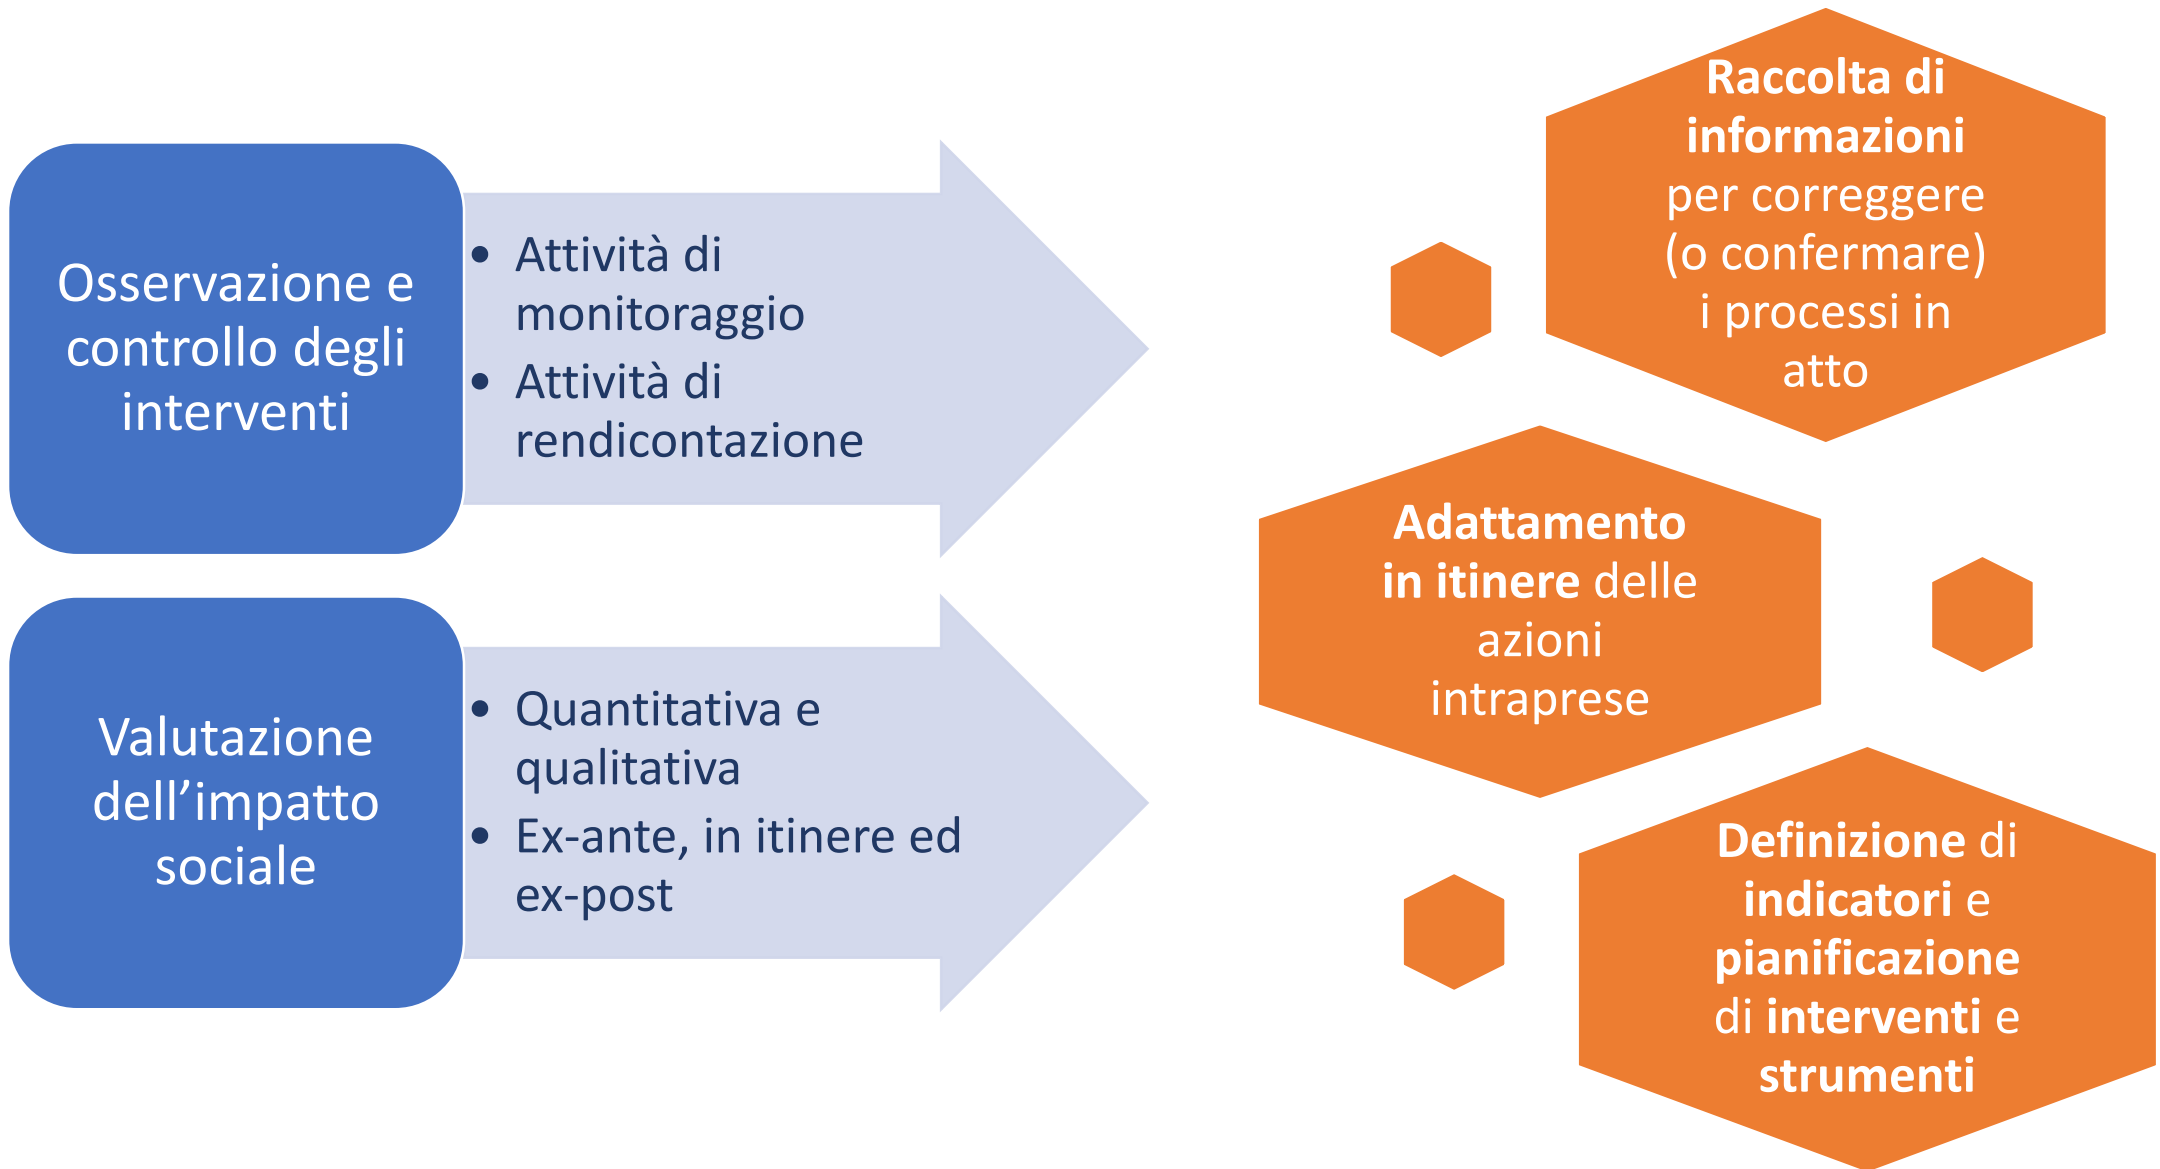 Osservazione e
controllo degli
interventi
• Attività di
monitoraggio
• Attività di
rendicontazione
Valutazione
dell’impatto
sociale
• Quantitativa e
qualitativa
• Ex-ante, in itinere ed
ex-post
Raccolta di
informazioni
per correggere
(o confermare)
i processi in
atto
Adattamento
in itinere delle
azioni
intraprese
Definizione di
indicatori e
pianificazione
di interventi e
strumenti